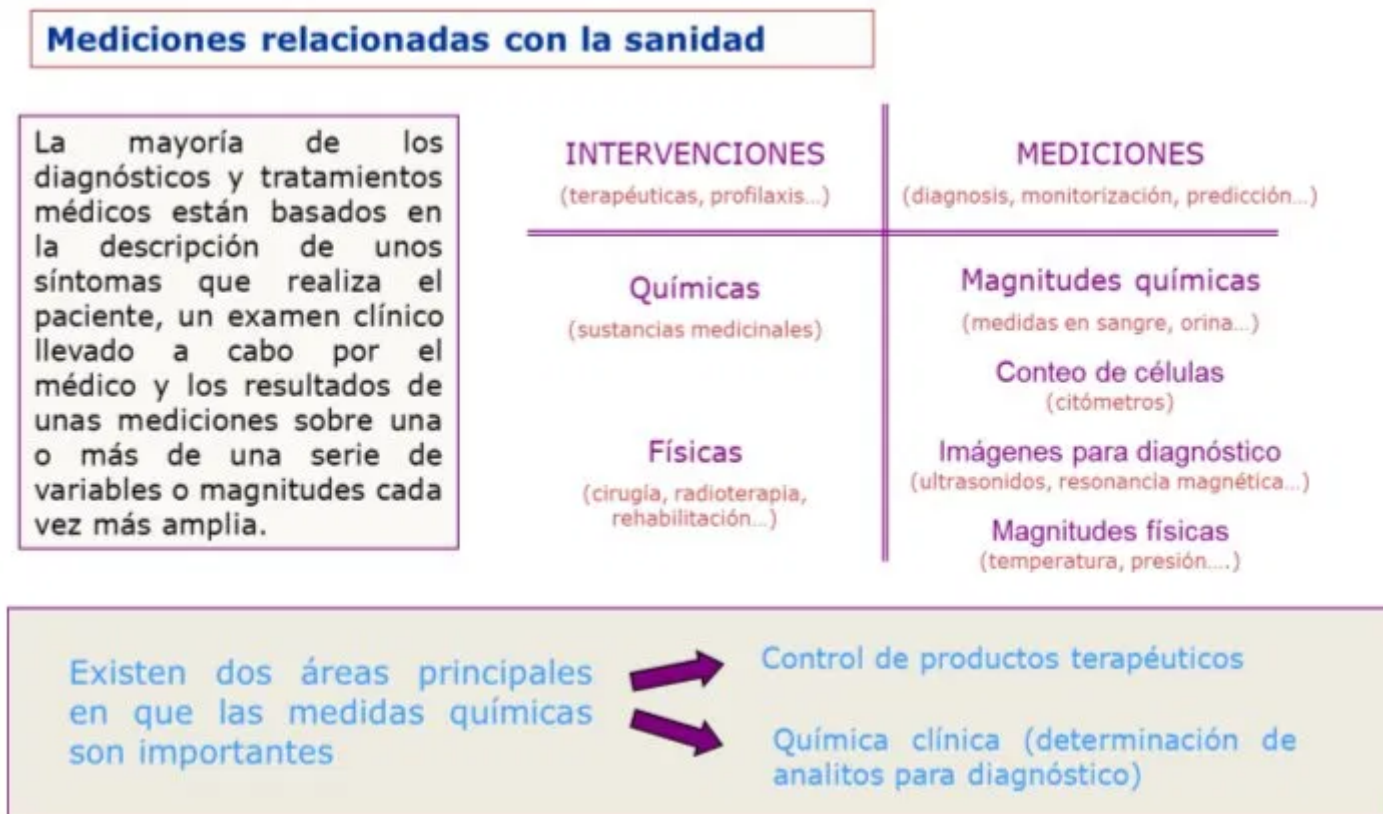 Mediciones relacionadas con la sanidad
La mayoría de los
diagnósticos y tratamientos
médicos están basados en
la descripción de unos
síntomas que realiza el
paciente, un examen clínico
llevado a cabo por el
médico y los resultados de
unas mediciones sobre una
o más de una serie de
variables o magnitudes cada
vez más amplia.
INTERVENCIONES
(terapéuticas, profilaxis...)
MEDICIONES
(diagnosis, monitorización, predicción...)
Químicas
(sustancias medicinales)
Físicas
(cirugía, radioterapia,
rehabilitación...)
Magnitudes químicas
(medidas en sangre, orina...)
Conteo de células
(citómetros)
Imágenes para diagnóstico
(ultrasonidos, resonancia magnética...)
Magnitudes físicas
(temperatura, presión....)
Existen dos áreas principales
en que las medidas químicas
son importantes
Control de productos terapéuticos
Química clínica (determinación de
analitos para diagnóstico)